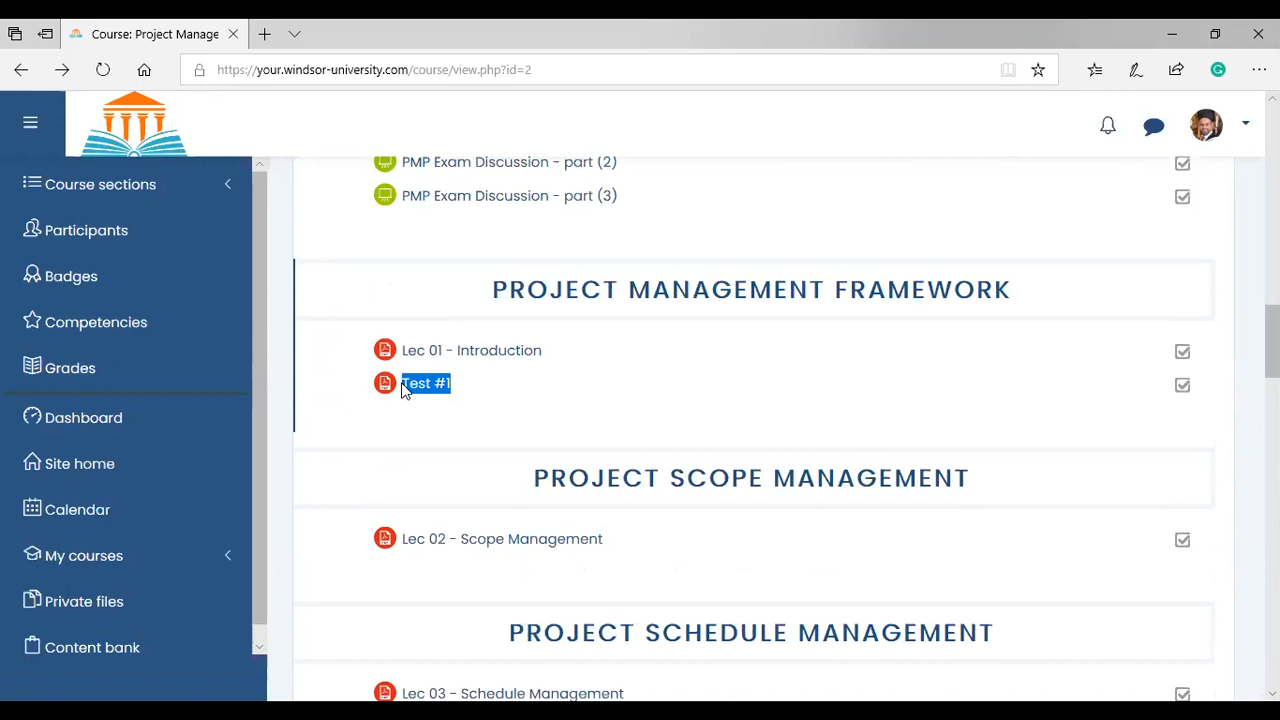 Course: Project Manage
https://your.windsor-university.com/course/view.php?id=2
Course sections
Participants
Badges
Competencies
Grades
Dashboard
Site home
Calendar
My courses
Private files
Content bank
PMP Exam Discussion - part (2)
PMP Exam Discussion - part (3)
PROJECT MANAGEMENT FRAMEWORK
Lec 01 - Introduction
Test #1
PROJECT SCOPE MANAGEMENT
Lec 02 - Scope Management
PROJECT SCHEDULE MANAGEMENT
Lec 03 - Schedule Management